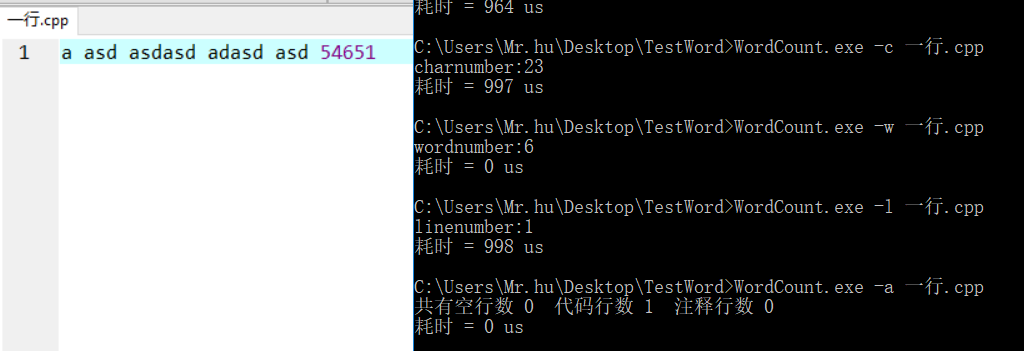 一行.cpp
1 a asd asdasd adasd asd 54651
耗时 = 964 us
C:\Users\Mr.hu\Desktop\TestWord>WordCount.exe -c 一行.cpp
charnumber:23
耗时 = 997 us
C:\Users\Mr.hu\Desktop\TestWord>WordCount.exe -w 一行.cpp
wordnumber:6
耗时 = 0 us
C:\Users\Mr.hu\Desktop\TestWord>WordCount.exe -l 一行.cpp
linenumber:1
耗时 = 998 us
C:\Users\Mr.hu\Desktop\TestWord>WordCount.exe -a 一行.cpp
共有空行数 0 代码行数 1 注释行数 0
耗时 = 0 us